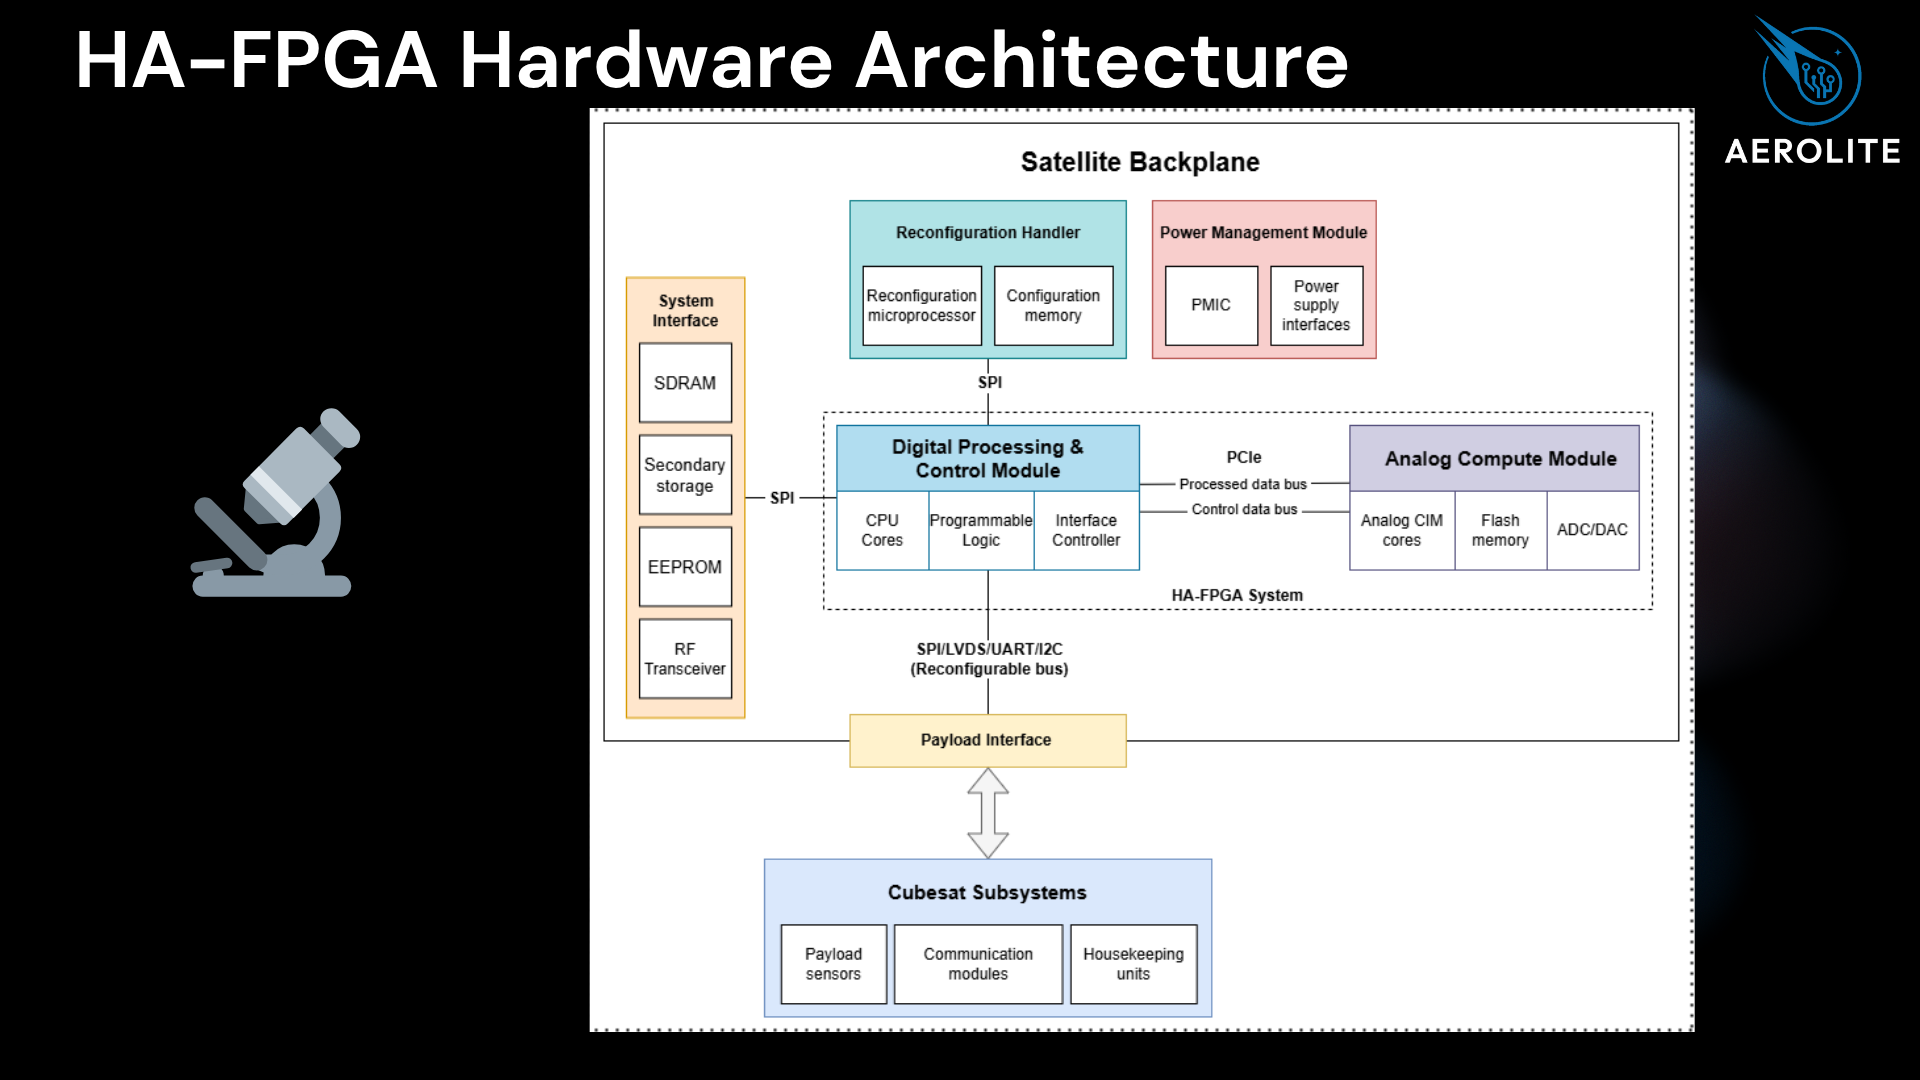 HA-FPGA Hardware Architecture
AEROLITE
Satellite Backplane
Reconfiguration Handler
Reconfiguration
microprocessor
Configuration
memory
Power Management Module
PMIC
Power
supply
interfaces
System
Interface
SDRAM
Secondary
storage
EEPROM
RF
Transceiver
SPI
SPI
Digital Processing &
Control Module
CPU
Cores
Programmable
Logic
Interface
Controller
PCIe
Processed data bus
Control data bus
Analog Compute Module
Analog CIM
cores
Flash
memory
ADC/DAC
HA-FPGA System
SPI/LVDS/UART/I2C
(Reconfigurable bus)
Payload Interface
Cubesat Subsystems
Payload
sensors
Communication
modules
Housekeeping
units